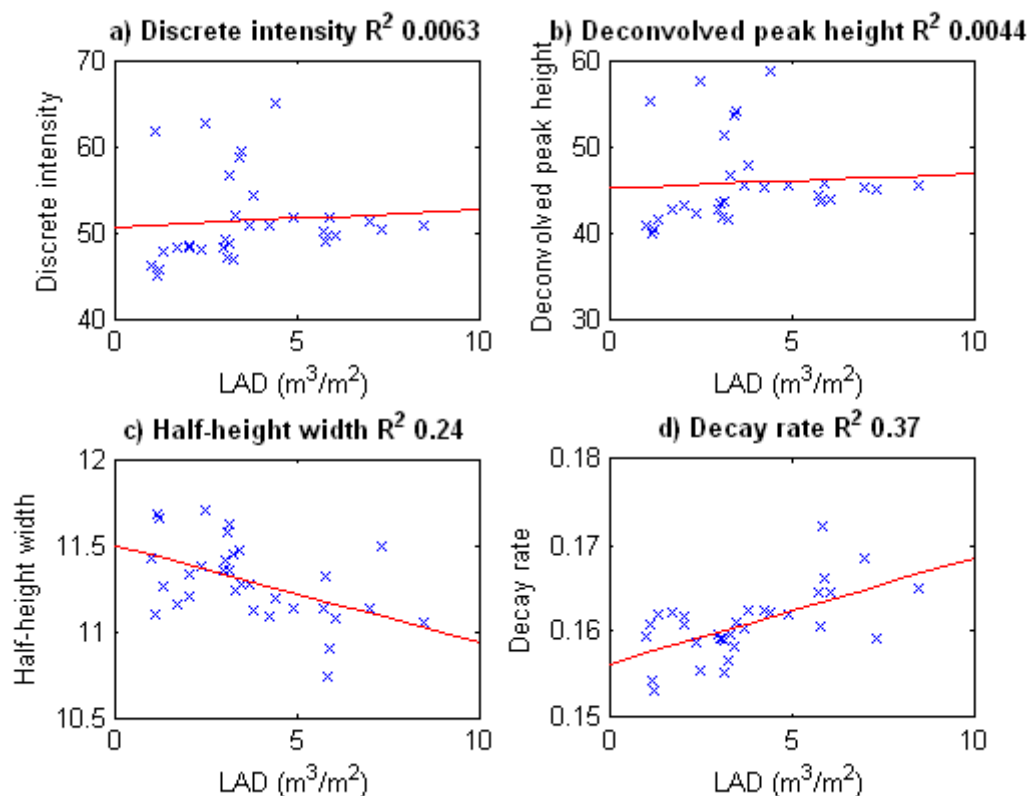 a) Discrete intensity R² 0.0063
70
60
50
40
Discrete intensity
0
5
10
LAD (m³/m²)
b) Deconvolved peak height R² 0.0044
60
50
40
30
Deconvolved peak height
0
5
10
LAD (m³/m²)
c) Half-height width R² 0.24
12
11.5
11
10.5
Half-height width
0
5
10
LAD (m³/m²)
d) Decay rate R² 0.37
0.18
0.17
0.16
0.15
Decay rate
0
5
10
LAD (m³/m²)